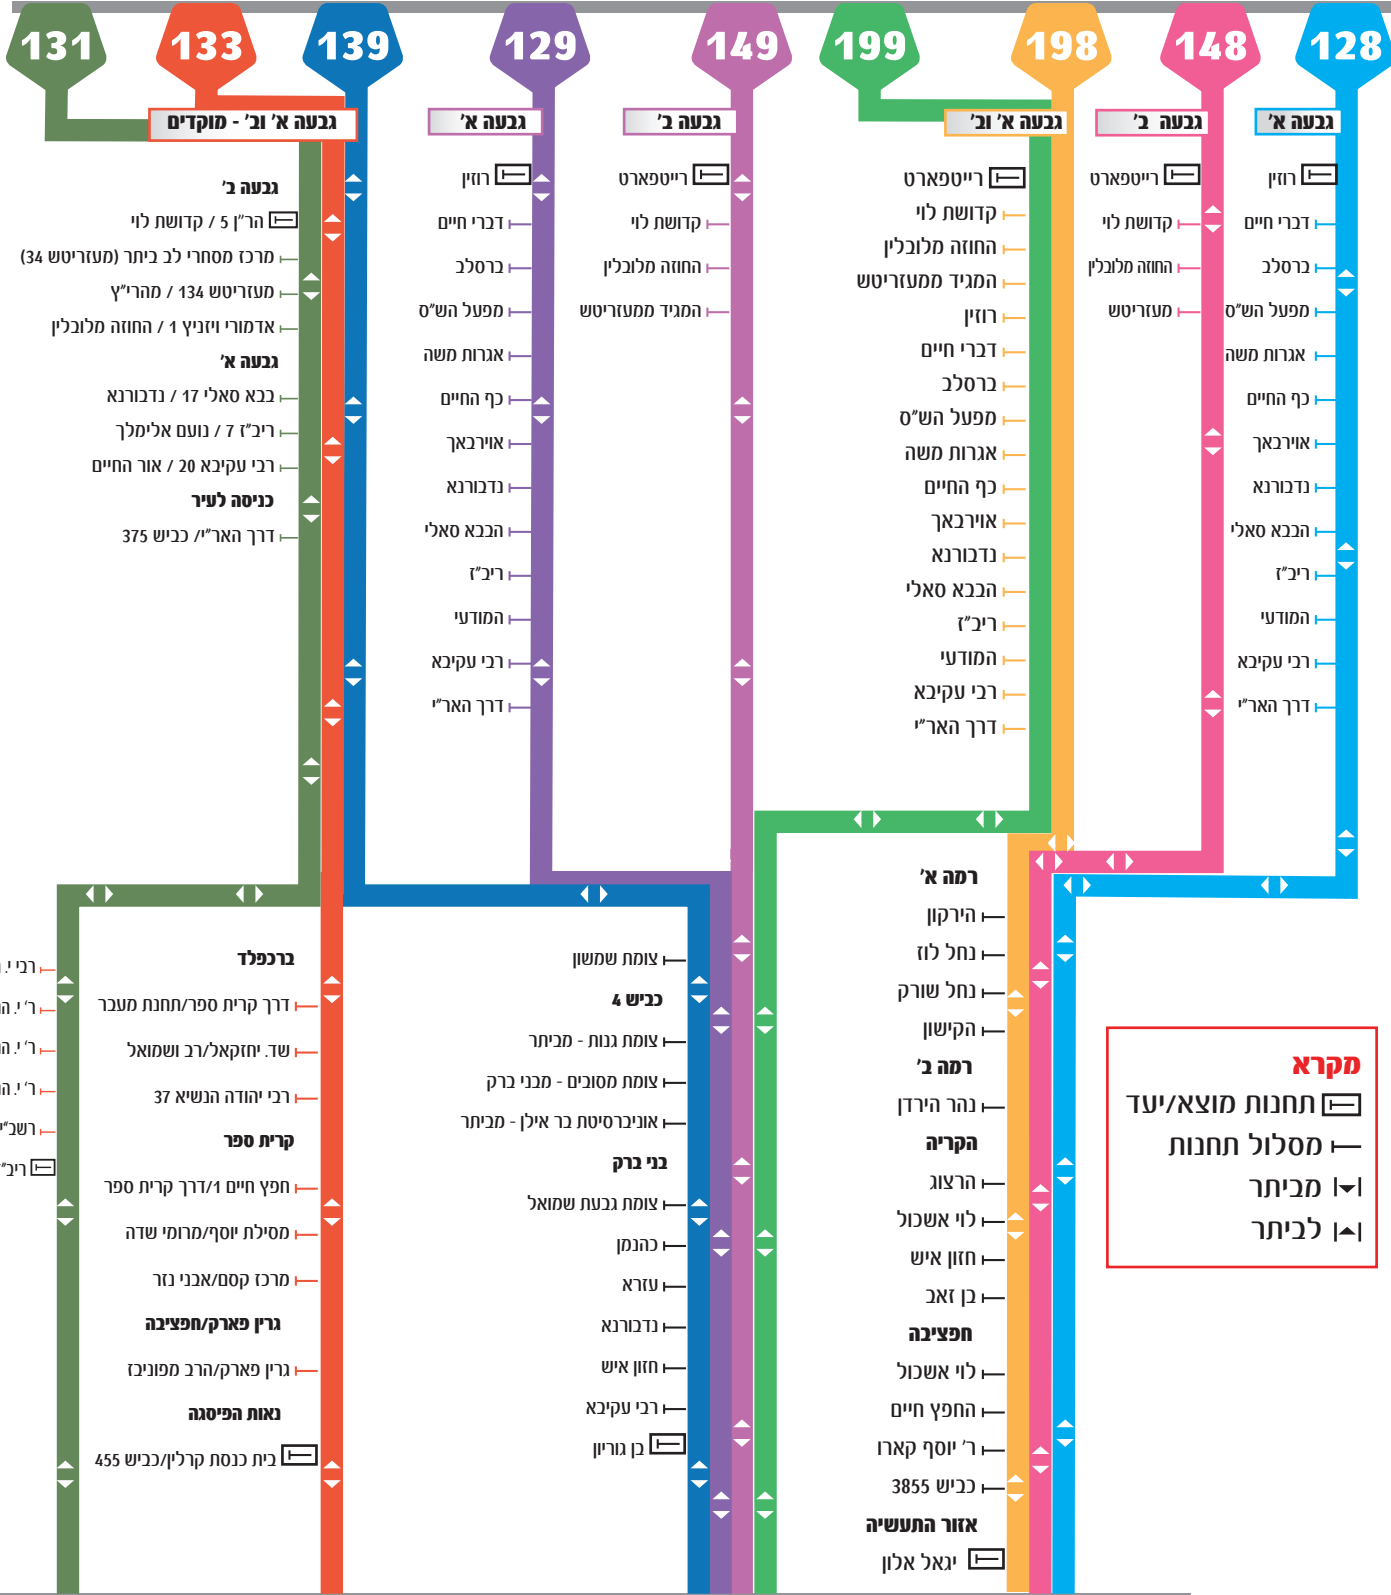 128
148
198
199
149
129
139
133
131
גבעה א'
רוזין
דברי חיים
ברסלב
מפעל הש"ס
אגרות משה
כף החיים
אוירבאך
נדבורנא
הבבא סאלי
ריב"ז
המודעי
רבי עקיבא
דרך האר"י
גבעה ב'
רייטפארט
קדושת לוי
החוזה מלובלין
מעזריטש
גבעה א' וב'
רייטפארט
קדושת לוי
החוזה מלובלין
המגיד ממעזריטש
רוזין
דברי חיים
ברסלב
מפעל הש"ס
אגרות משה
כף החיים
אוירבאך
נדבורנא
הבבא סאלי
ריב"ז
המודעי
רבי עקיבא
דרך האר"י
גבעה ב'
רייטפארט
קדושת לוי
החוזה מלובלין
המגיד ממעזריטש
גבעה א'
רוזין
דברי חיים
ברסלב
מפעל הש"ס
אגרות משה
כף החיים
אוירבאך
נדבורנא
הבבא סאלי
ריב"ז
המודעי
רבי עקיבא
דרך האר"י
גבעה א' וב' - מוקדים
גבעה ב'
הר"ן 5 / קדושת לוי
מרכז מסחרי לב ביתר (מעזריטש 34)
מעזריטש 134 / מהרי"ץ
אדמורי ויזניץ 1 / החוזה מלובלין
גבעה א'
בבא סאלי 17 / נדבורנא
ריב"ז 7 / נועם אלימלך
רבי עקיבא 20 / אור החיים
כניסה לעיר
דרך האר"י/ כביש 375
מקרא
תחנות מוצא/יעד
מסלול תחנות
מביתר
לביתר
רמה א'
הירקון
נחל לוז
נחל שורק
הקישון
רמה ב'
נהר הירדן
הקריה
הרצוג
לוי אשכול
חזון איש
בן זאב
חפציבה
לוי אשכול
החפץ חיים
ר' יוסף קארו
כביש 3855
אזור התעשיה
יגאל אלון
צומת שמשון
כביש 4
צומת גנות - מביתר
צומת מסובים - מבני ברק
אוניברסיטת בר אילן - מביתר
בני ברק
צומת גבעת שמואל
כהנמן
עזרא
נדבורנא
חזון איש
רבי עקיבא
בן גוריון
ברכפלד
דרך קרית ספר/תחנת מעבר
שד. יחזקאל/רב ושמואל
רבי יהודה הנשיא 37
קרית ספר
חפץ חיים 1/דרך קרית ספר
מסילת יוסף/מרומי שדה
מרכז קסם/אבני נזר
גרין פארק/חפציבה
גרין פארק/הרב מפוניבז
נאות הפיסגה
בית כנסת קרלין/כביש 455
רבי י.
ר' י. הנ
ר' י. הנ
ר' י. הנ
רשב"י
ריב"